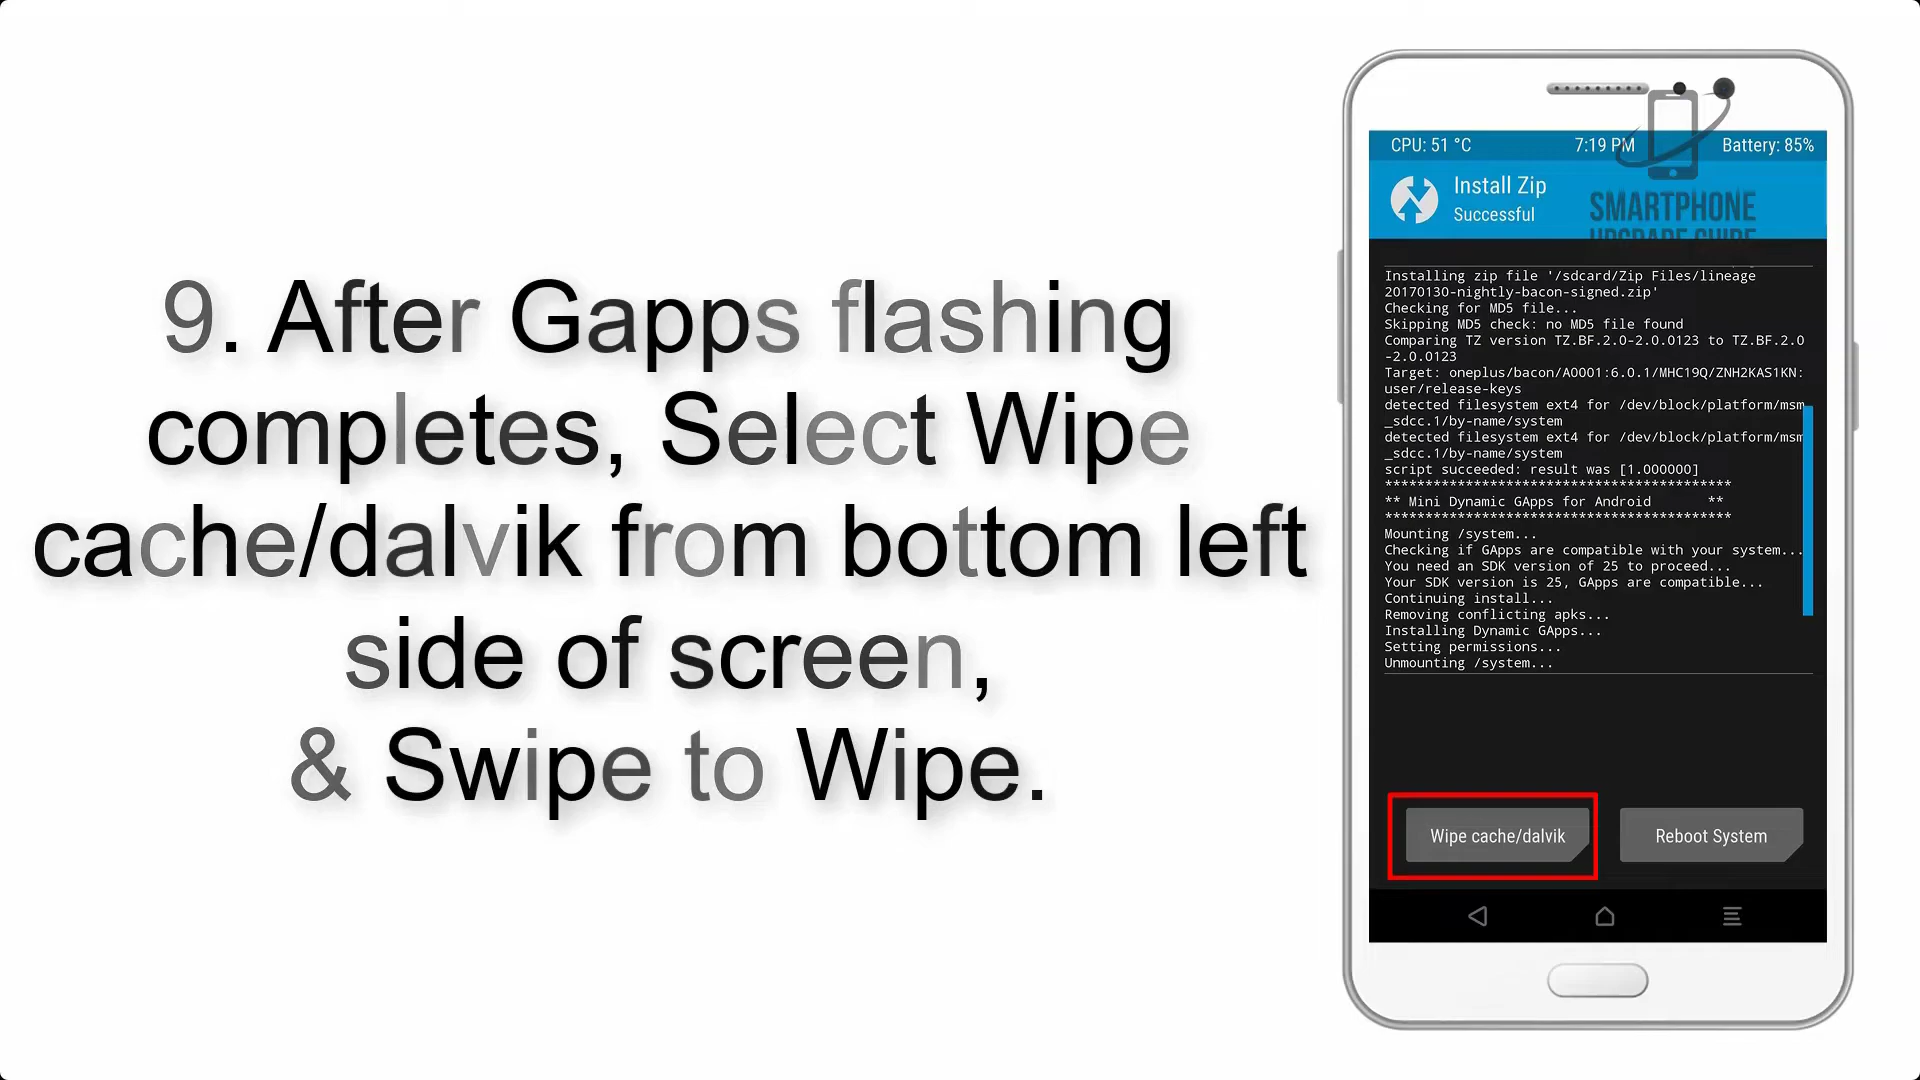 9. After Gapps flashing
completes, Select Wipe
cache/dalvik from bottom left
side of screen,
& Swipe to Wipe.
CPU: 51 °C 7:19 PM Battery: 85%
Install Zip
Successful
SMARTPHONE
UPGRADE GUIDE
Installing zip file '/sdcard/Zip Files/lineage
20170130-nightly-bacon-signed.zip'
Checking for MD5 file...
Skipping MD5 check: no MD5 file found
Comparing TZ version TZ.BF.2.0-2.0.0123 to TZ.BF.2.0
-2.0.0123
Target: oneplus/bacon/A0001:6.0.1/MHC19Q/ZNH2KAS1KN:
user/release-keys
detected filesystem ext4 for /dev/block/platform/msm
_sdcc.1/by-name/system
detected filesystem ext4 for /dev/block/platform/msm
_sdcc.1/by-name/system
script succeeded: result was [1.000000]
*******************************************
** Mini Dynamic GApps for Android **
*******************************************
Mounting /system...
Checking if GApps are compatible with your system...
You need an SDK version of 25 to proceed...
Your SDK version is 25, GApps are compatible...
Continuing install...
Removing conflicting apks...
Installing Dynamic GApps...
Setting permissions...
Unmounting /system...
Wipe cache/dalvik Reboot System